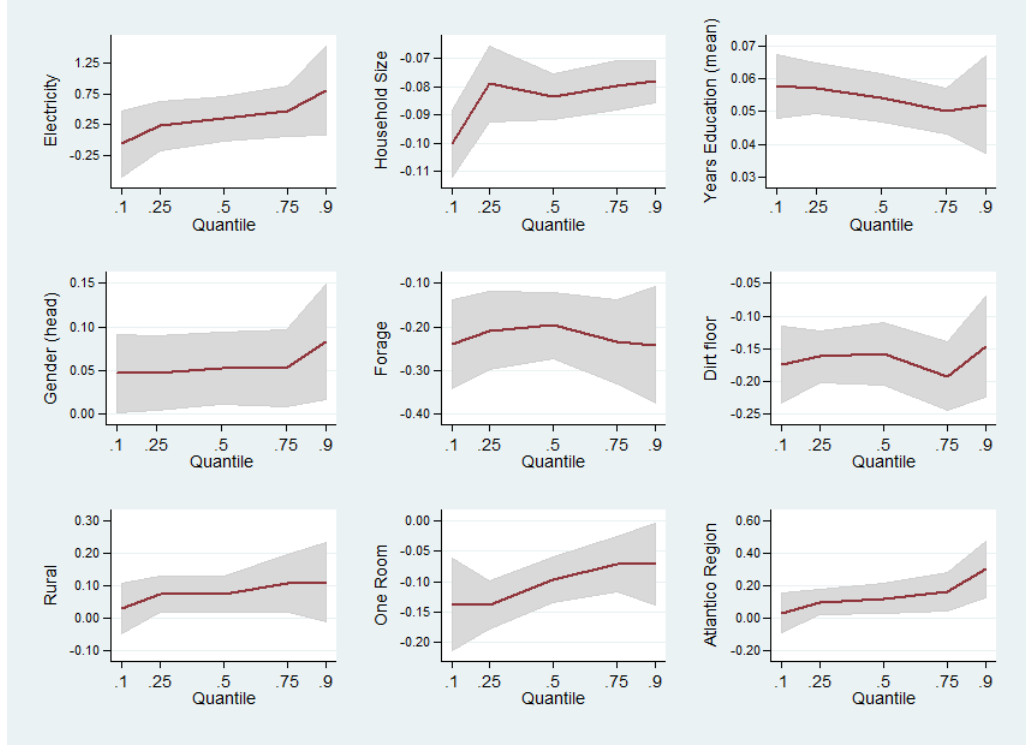 Electricity
1.25
0.75
0.25
-0.25
.1 .25 .5 .75 .9
Quantile
Household Size
-0.07
-0.08
-0.09
-0.10
-0.11
.1 .25 .5 .75 .9
Quantile
Years Education (mean)
0.07
0.06
0.05
0.04
0.03
.1 .25 .5 .75 .9
Quantile
Gender (head)
0.15
0.10
0.05
0.00
.1 .25 .5 .75 .9
Quantile
Forage
-0.10
-0.20
-0.30
-0.40
.1 .25 .5 .75 .9
Quantile
Dirt floor
-0.05
-0.10
-0.15
-0.20
-0.25
.1 .25 .5 .75 .9
Quantile
Rural
0.30
0.20
0.10
0.00
-0.10
.1 .25 .5 .75 .9
Quantile
One Room
0.00
-0.05
-0.10
-0.15
-0.20
.1 .25 .5 .75 .9
Quantile
Atlantico Region
0.60
0.40
0.20
0.00
-0.20
.1 .25 .5 .75 .9
Quantile